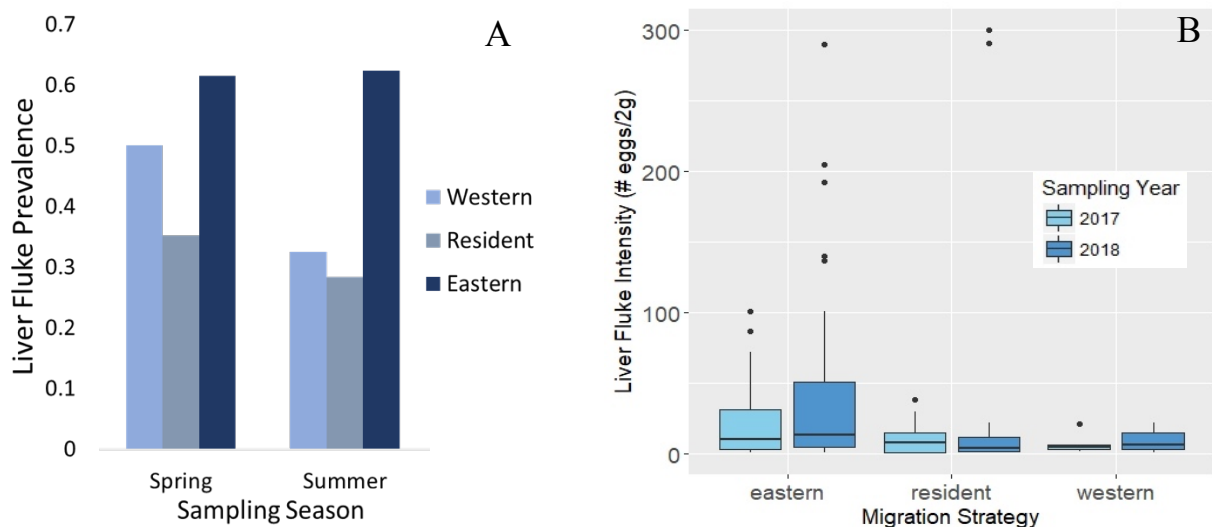 A
Liver Fluke Prevalence
0.7
0.6
0.5
0.4
0.3
0.2
0.1
0
Spring
Summer
Sampling Season
Western
Resident
Eastern
B
Liver Fluke Intensity (# eggs/2g)
300
200
100
0
Sampling Year
2017
2018
eastern
resident
western
Migration Strategy